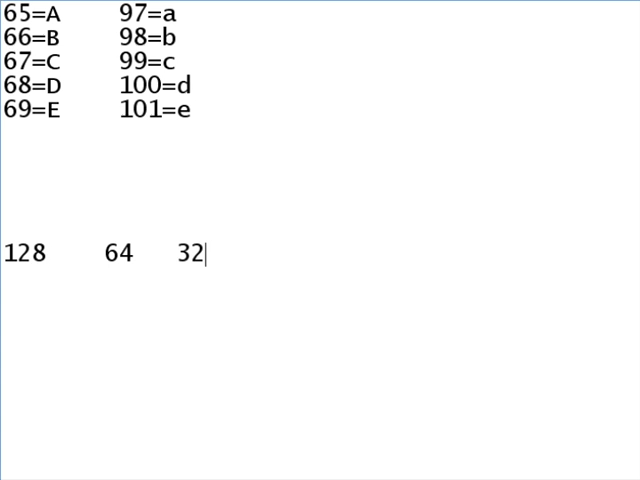 65=A 97=a
66=B 98=b
67=C 99=c
68=D 100=d
69=E 101=e
128 64 32